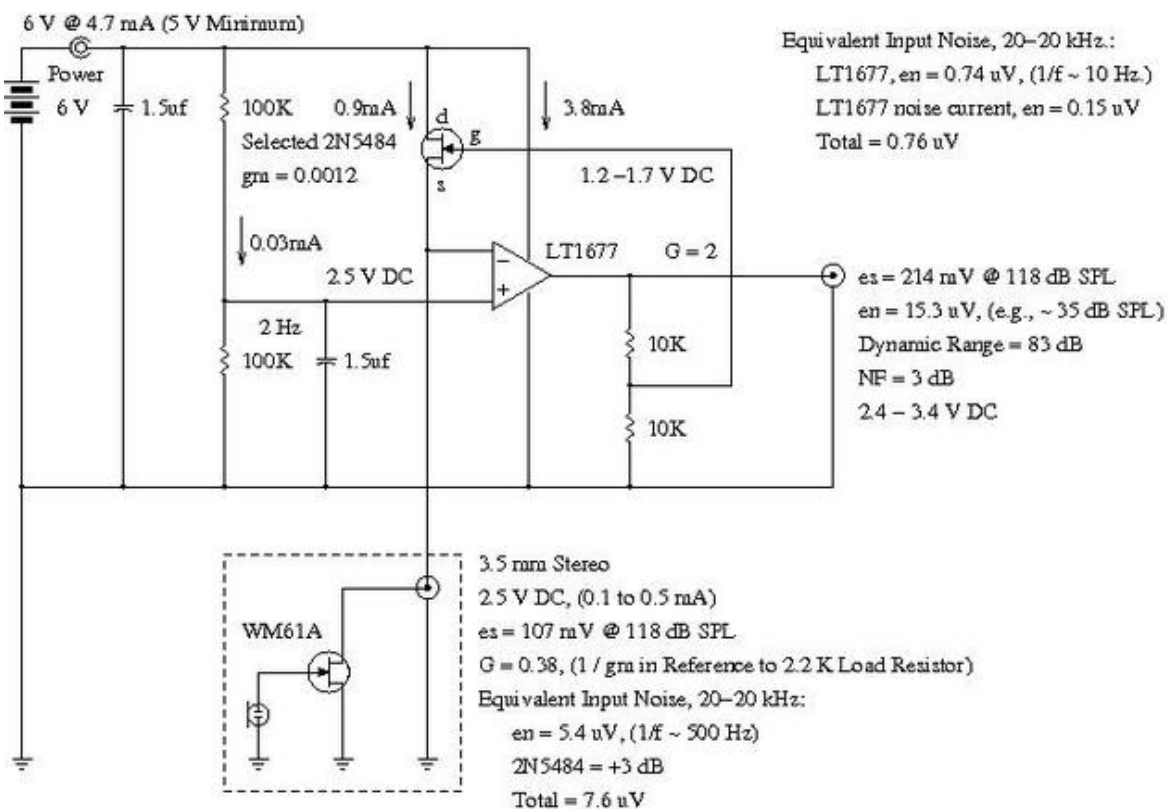 6 V @ 4.7 mA (5 V Minimum)
Power
6 V
1.5uf
100K
0.9mA
Selected 2N5484
gm = 0.0012
d
g
s
3.8mA
1.2 –1.7 V DC
0.03mA
2.5 V DC
LT1677
G = 2
2 Hz
100K
1.5uf
10K
10K
Equivalent Input Noise, 20–20 kHz.:
LT1677, en = 0.74 uV, (1/f ~ 10 Hz.)
LT1677 noise current, en = 0.15 uV
Total = 0.76 uV
es = 214 mV @ 118 dB SPL
en = 15.3 uV, (e.g., ~ 35 dB SPL)
Dynamic Range = 83 dB
NF = 3 dB
2.4 – 3.4 V DC
WM61A
3.5 mm Stereo
2.5 V DC, (0.1 to 0.5 mA)
es = 107 mV @ 118 dB SPL
G = 0.38, (1 / gm in Reference to 2.2 K Load Resistor)
Equivalent Input Noise, 20–20 kHz:
en = 5.4 uV, (1/f ~ 500 Hz)
2N5484 = +3 dB
Total = 7.6 uV